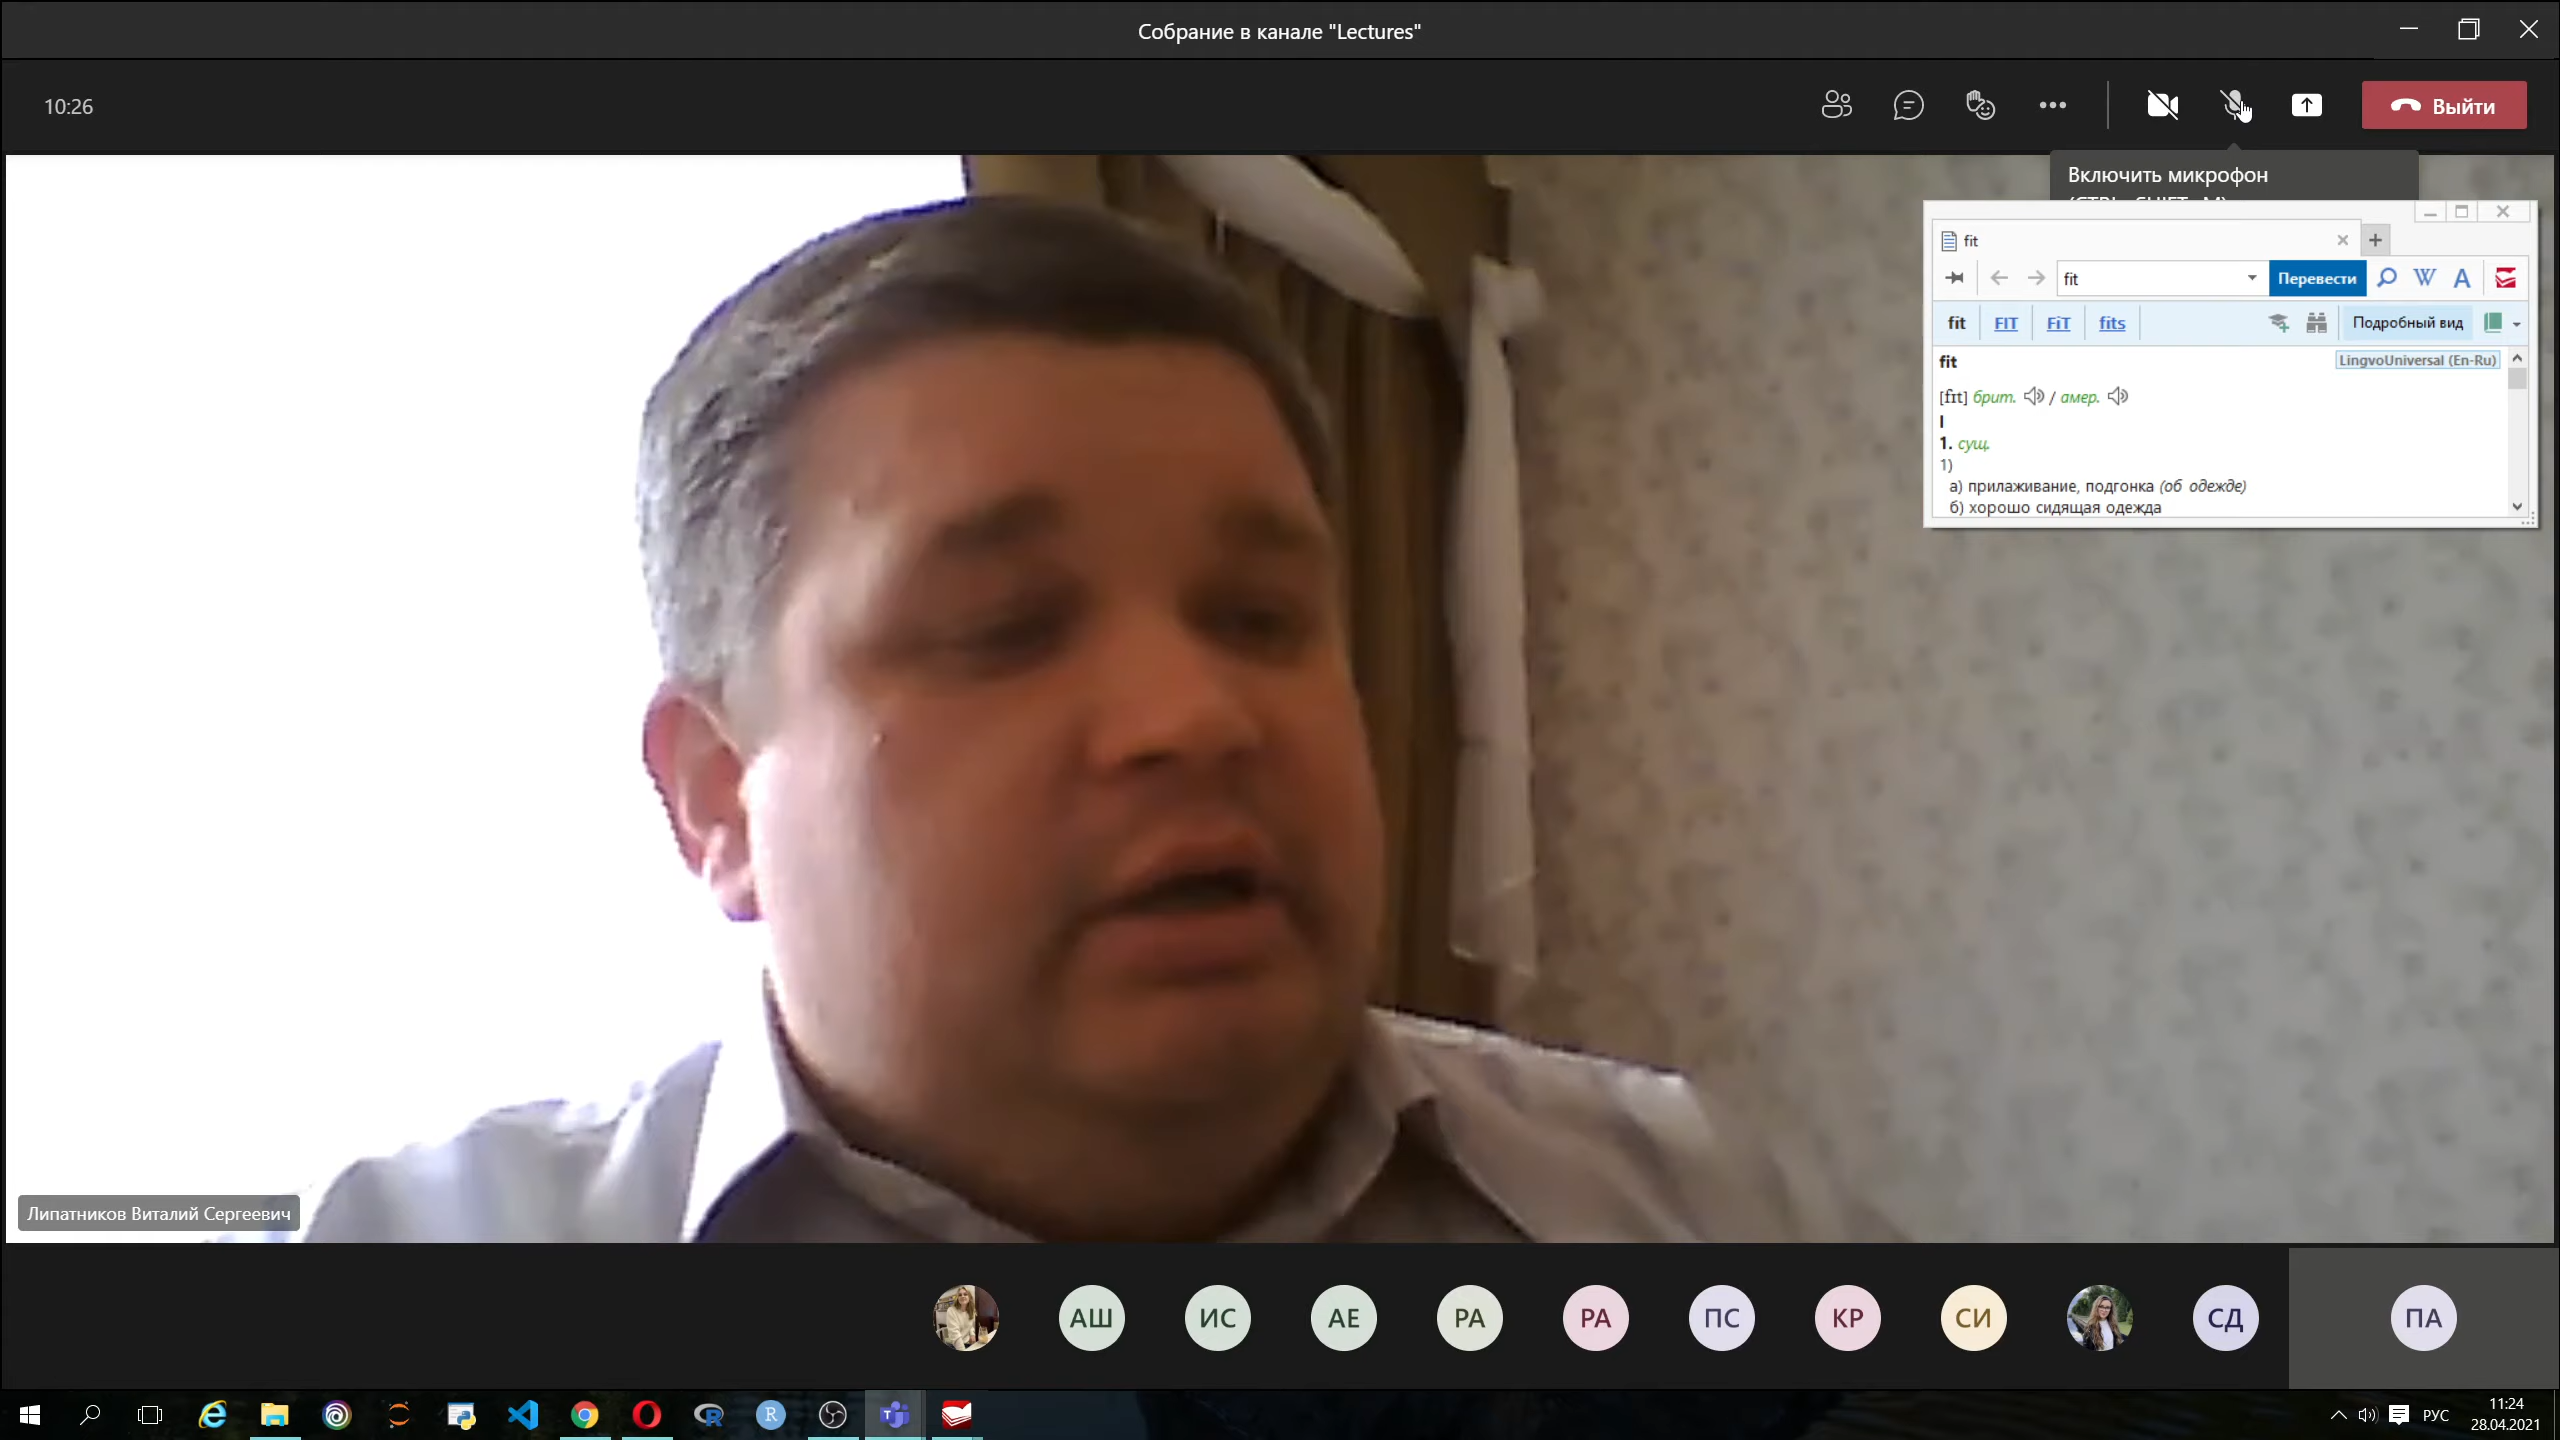 Собрание в канале "Lectures"
10:26
Выйти
Включить микрофон
fit
fit
Перевести
W
A
fit
FIT
FiT
fits
Подробный вид
fit
LingvoUniversal (En-Ru)
[fɪt] брит. / амер.
I
1. сущ.
1)
а) прилаживание, подгонка (об одежде)
б) хорошо сидящая одежда
Липатников Виталий Сергеевич
АШ
ИС
АЕ
РА
РА
ПС
КР
СИ
СД
ПА
РУС
11:24
28.04.2021